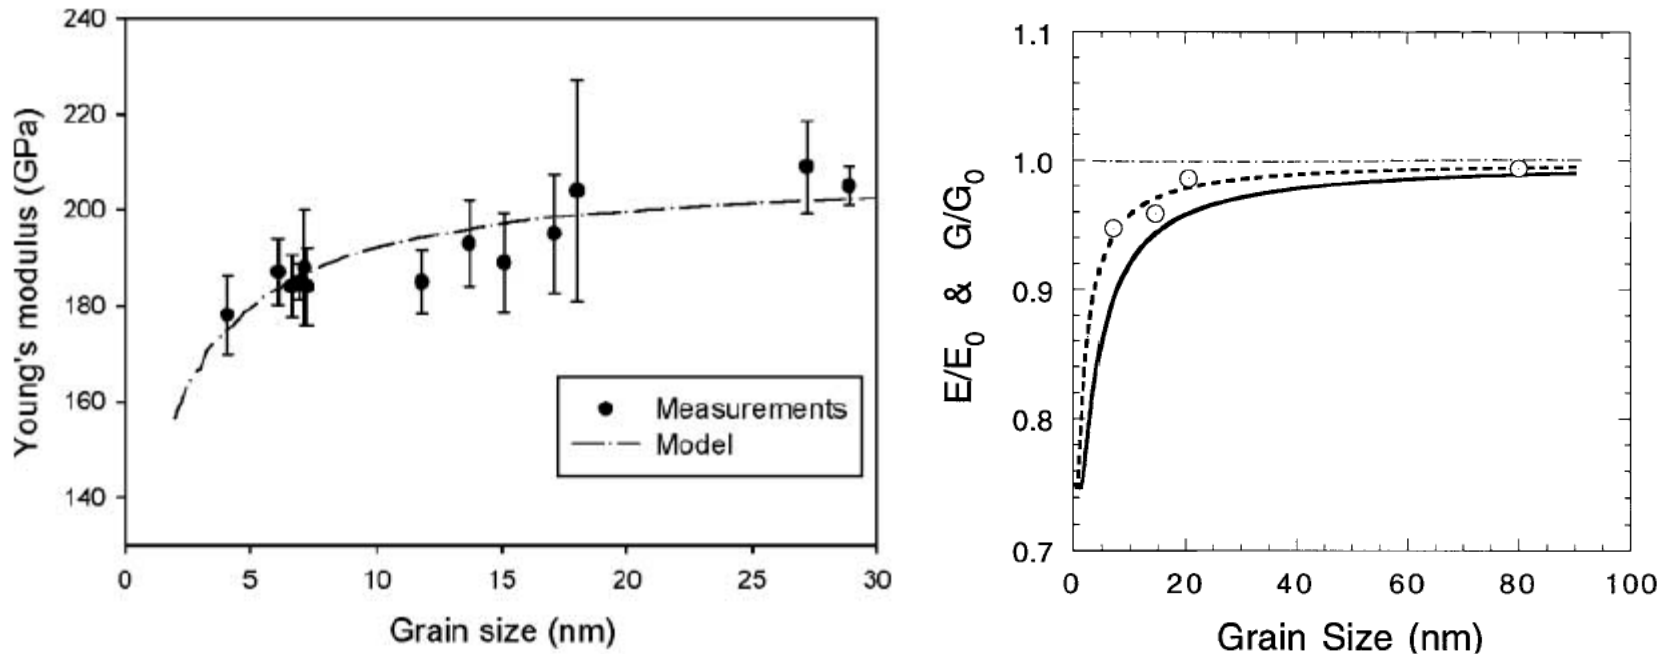 240
220
200
180
160
140
Young's modulus (GPa)
Measurements
Model
0 5 10 15 20 25 30
Grain size (nm)
1.1
1.0
0.9
0.8
0.7
E/E0 & G/G0
0 20 40 60 80 100
Grain Size (nm)